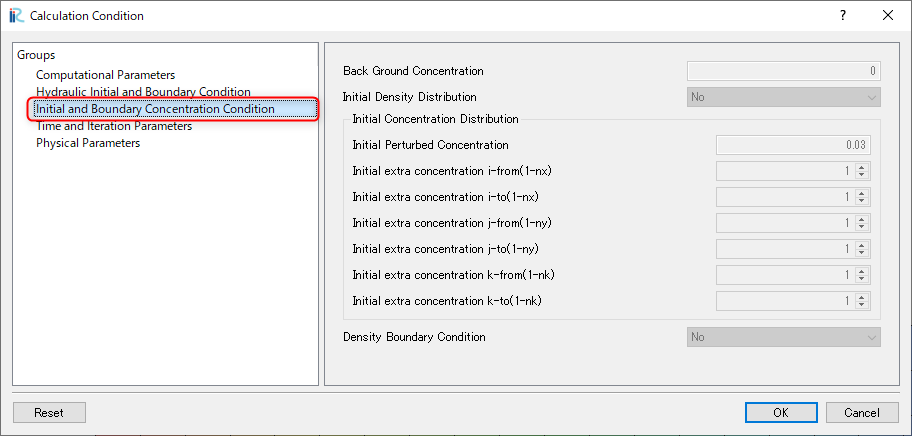 iRIC
Calculation Condition
Groups
Computational Parameters
Hydraulic Initial and Boundary Condition
Initial and Boundary Concentration Condition
Time and Iteration Parameters
Physical Parameters
Back Ground Concentration 0
Initial Density Distribution No
Initial Concentration Distribution
Initial Perturbed Concentration 0.03
Initial extra concentration i-from(1-nx) 1
Initial extra concentration i-to(1-nx) 1
Initial extra concentration j-from(1-ny) 1
Initial extra concentration j-to(1-ny) 1
Initial extra concentration k-from(1-nk) 1
Initial extra concentration k-to(1-nk) 1
Density Boundary Condition No
Reset OK Cancel